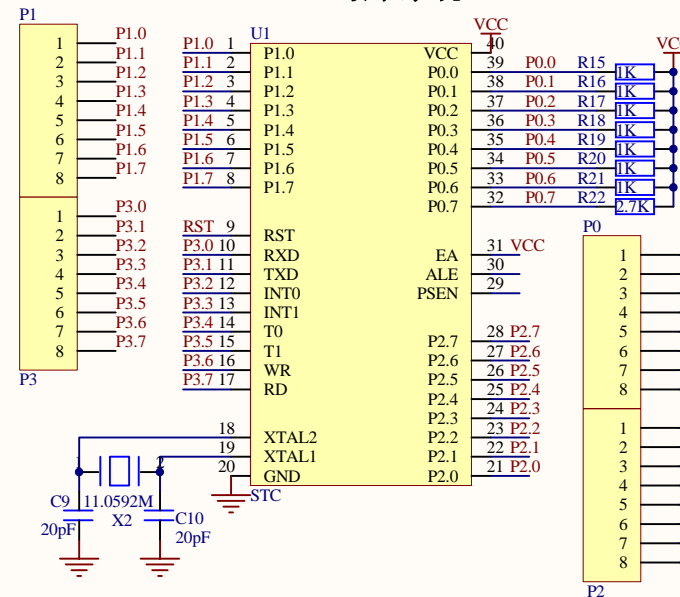 P1
1 P1.0
2 P1.1
3 P1.2
4 P1.3
5 P1.4
6 P1.5
7 P1.6
8 P1.7
1 P3.0
2 P3.1
3 P3.2
4 P3.3
5 P3.4
6 P3.5
7 P3.6
8 P3.7
P3
U1
VCC
P1.0 1 P1.0
P1.1 2 P1.1
P1.2 3 P1.2
P1.3 4 P1.3
P1.4 5 P1.4
P1.5 6 P1.5
P1.6 7 P1.6
P1.7 8 P1.7
RST 9 RST
P3.0 10 RXD
P3.1 11 TXD
P3.2 12 INT0
P3.3 13 INT1
P3.4 14 T0
P3.5 15 T1
P3.6 16 WR
P3.7 17 RD
18 XTAL2
19 XTAL1
20 GND
STC
VCC 40
P0.0 39 P0.0 R15 1K
P0.1 38 P0.1 R16 1K
P0.2 37 P0.2 R17 1K
P0.3 36 P0.3 R18 1K
P0.4 35 P0.4 R19 1K
P0.5 34 P0.5 R20 1K
P0.6 33 P0.6 R21 1K
P0.7 32 P0.7 R22 2.7K
EA 31 VCC
ALE 30
PSEN 29
P2.7 28 P2.7
P2.6 27 P2.6
P2.5 26 P2.5
P2.4 25 P2.4
P2.3 24 P2.3
P2.2 23 P2.2
P2.1 22 P2.1
P2.0 21 P2.0
1 2
C9 11.0592M C10
20pF X2 20pF
P0
1
2
3
4
5
6
7
8
1
2
3
4
5
6
7
8
P2